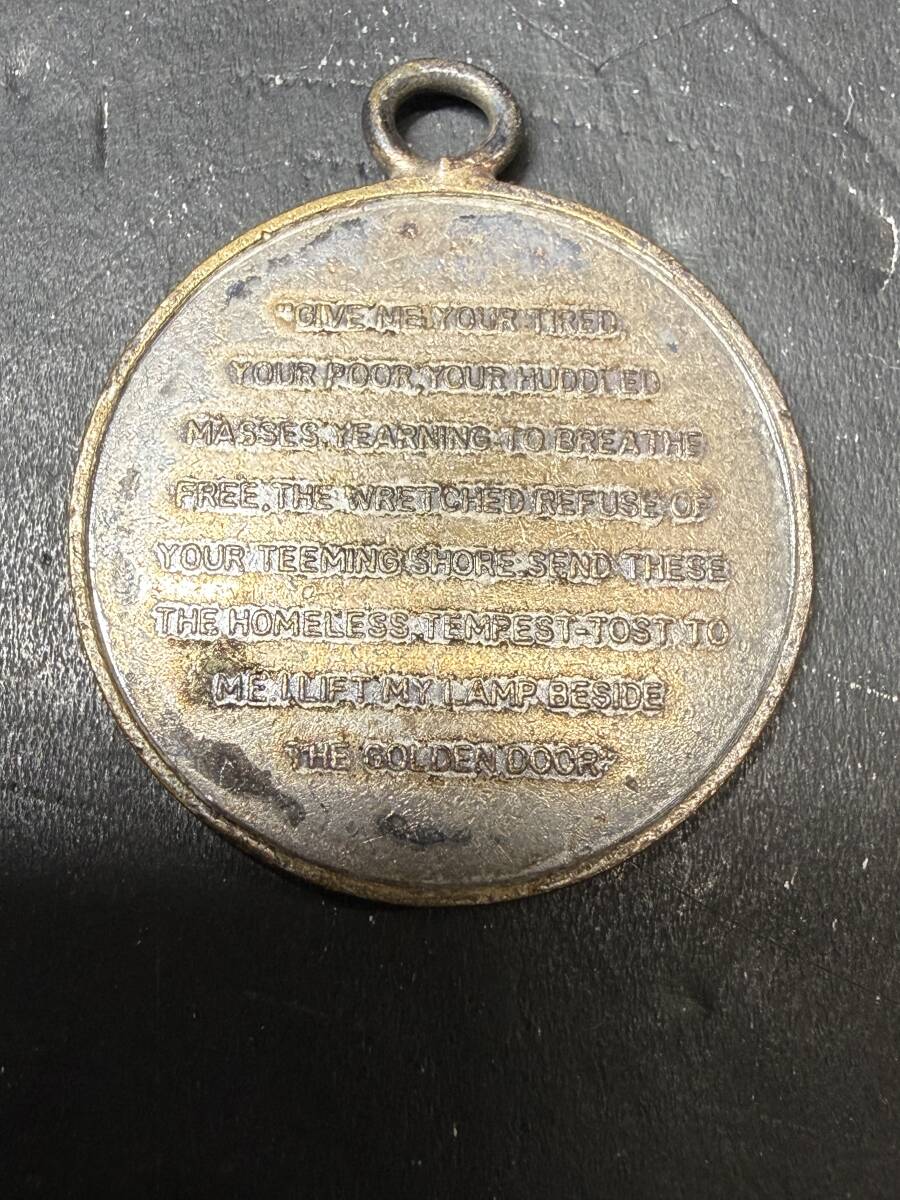 "GIVE ME YOUR TIRED,
YOUR POOR, YOUR HUDDLED
MASSES, YEARNING TO BREATHE
FREE, THE WRETCHED REFUSE OF
YOUR TEEMING SHORE. SEND THESE
THE HOMELESS, TEMPEST-TOST TO
ME I LIFT MY LAMP BESIDE
THE GOLDEN DOOR"